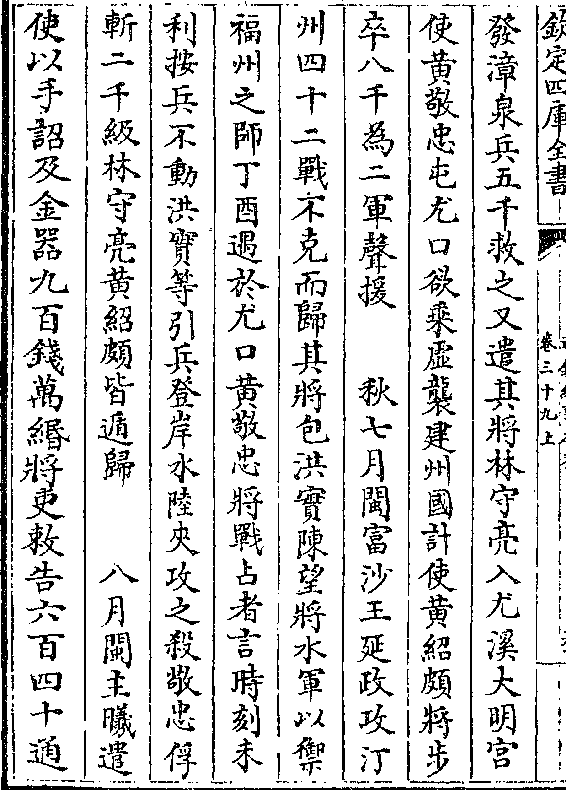 欽定四庫全書
卷三十九上
發漳泉兵五千救之又遣其將林守亮入尤溪大明宮
使黄敬忠屯尤口欲乘虛襲建州國計使黄紹頗將步
卒八千為二軍聲援　　秋七月閩富沙王延政攻汀
州四十二戰不克而歸其將包洪實陳望將水軍以禦
福州之師丁酉遇於尤口黄敬忠將戰占者言時刻未
利按兵不動洪實等引兵登岸水陸夾攻之殺敬忠俘
斬二千級林守亮黄紹頗皆遁歸　　八月閩主曦遣
使以手詔及金器九百錢萬緡將吏敕告六百四十通